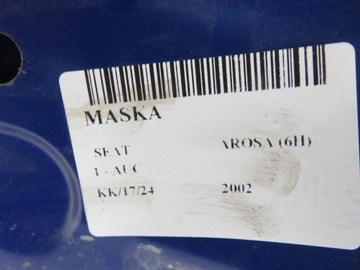 MASKA
SEAT AROSA (6H)
1 - AUC
KK/17/24 2002